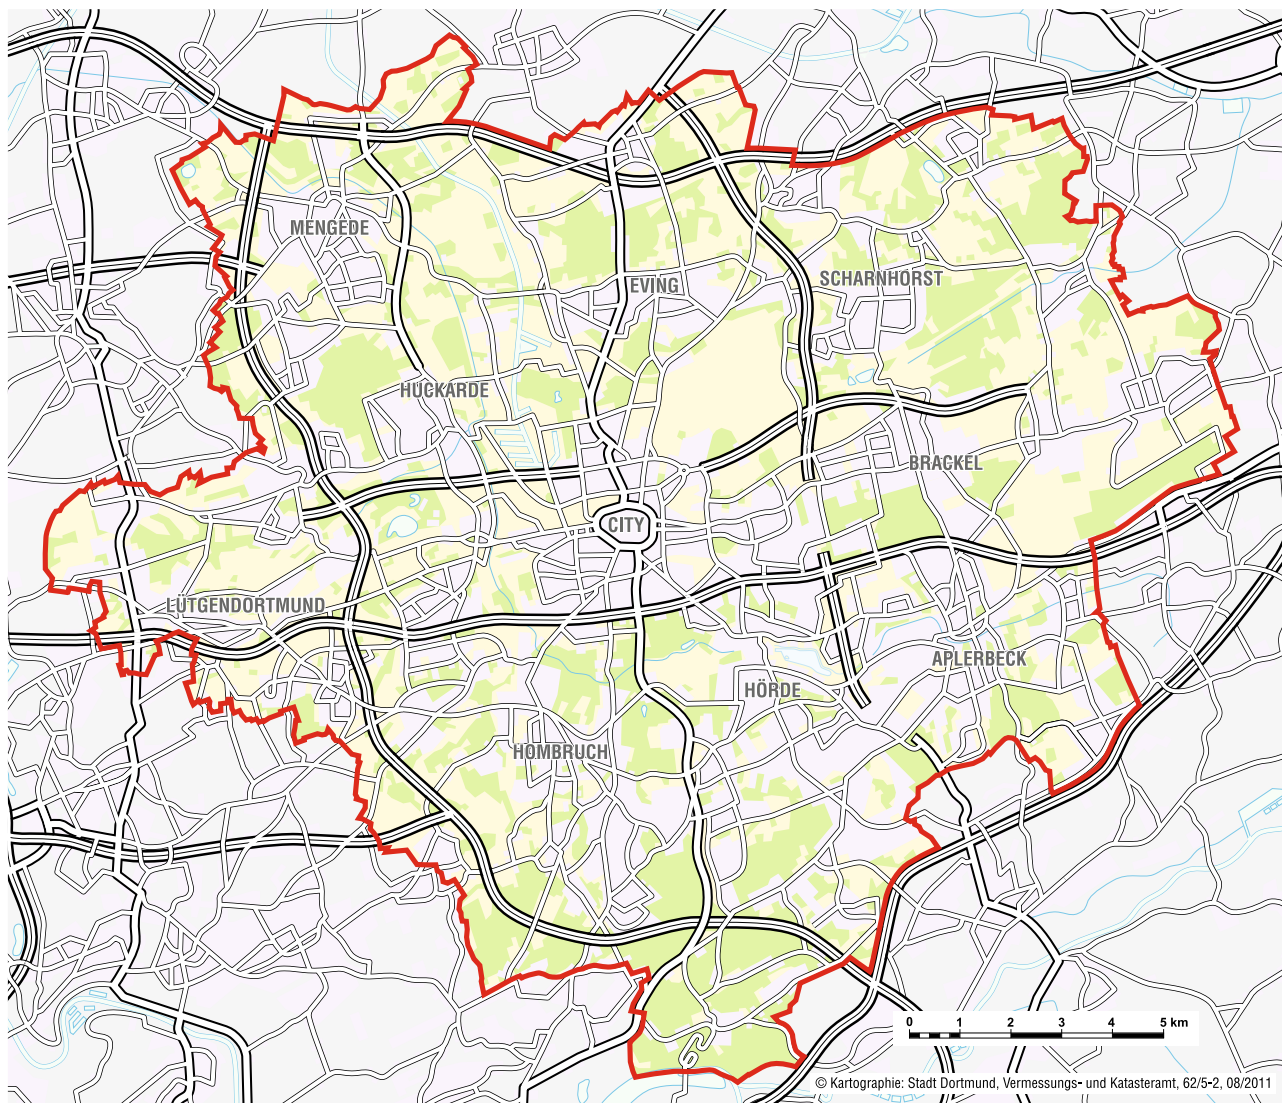 MENGEDE
EVING
SCHARNHORST
HUCKARDE
BRACKEL
CITY
LÜTGENDORTMUND
APLERBECK
HÖRDE
HOMBRUCH
0 1 2 3 4 5 km
© Kartographie: Stadt Dortmund, Vermessungs- und Katasteramt, 62/5-2, 08/2011